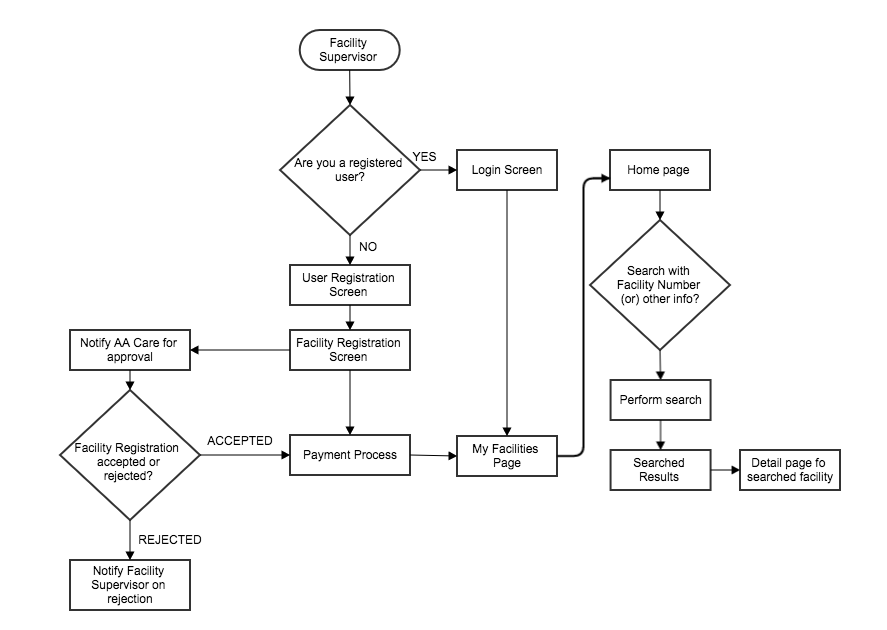 Facility
Supervisor
Are you a registered
user?
YES
Login Screen
Home page
NO
User Registration
Screen
Search with
Facility Number
(or) other info?
Notify AA Care for
approval
Facility Registration
Screen
Perform search
Facility Registration
accepted or
rejected?
ACCEPTED
Payment Process
My Facilities
Page
Searched
Results
Detail page fo
searched facility
REJECTED
Notify Facility
Supervisor on
rejection